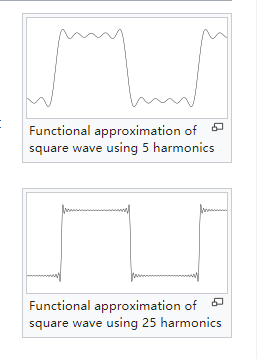 Functional approximation of
square wave using 5 harmonics
Functional approximation of
square wave using 25 harmonics